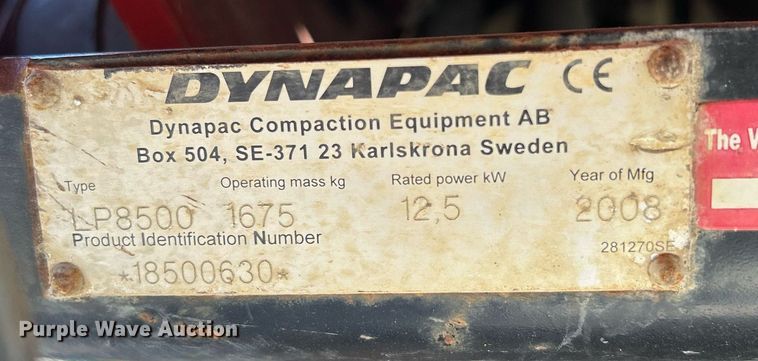 DYNAPAC CE
Dynapac Compaction Equipment AB
Box 504, SE-371 23 Karlskrona Sweden
Type Operating mass kg Rated power kW Year of Mfg
LP8500 1675 12,5 2008
Product Identification Number 281270SE
*18500630*
The
Purple Wave Auction